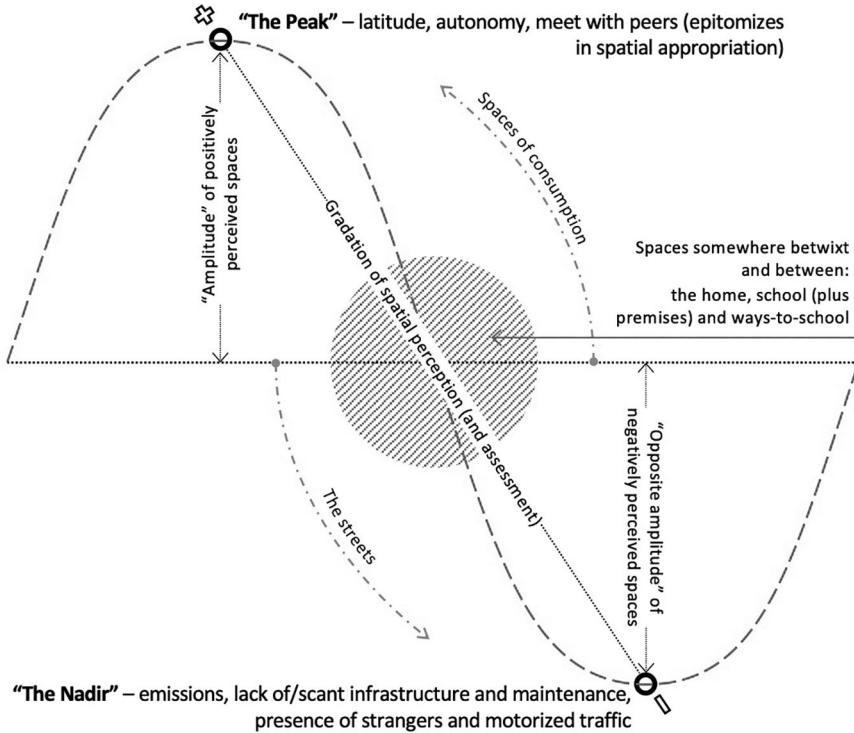 “The Peak” – latitude, autonomy, meet with peers (epitomizes
in spatial appropriation)
“Amplitude” of positively
perceived spaces
Spaces of consumption
Gradation of spatial perception (and assessment)
Spaces somewhere betwixt
and between:
the home, school (plus
premises) and ways-to-school
The streets
“Opposite amplitude” of
negatively perceived spaces
“The Nadir” – emissions, lack of/scant infrastructure and maintenance,
presence of strangers and motorized traffic